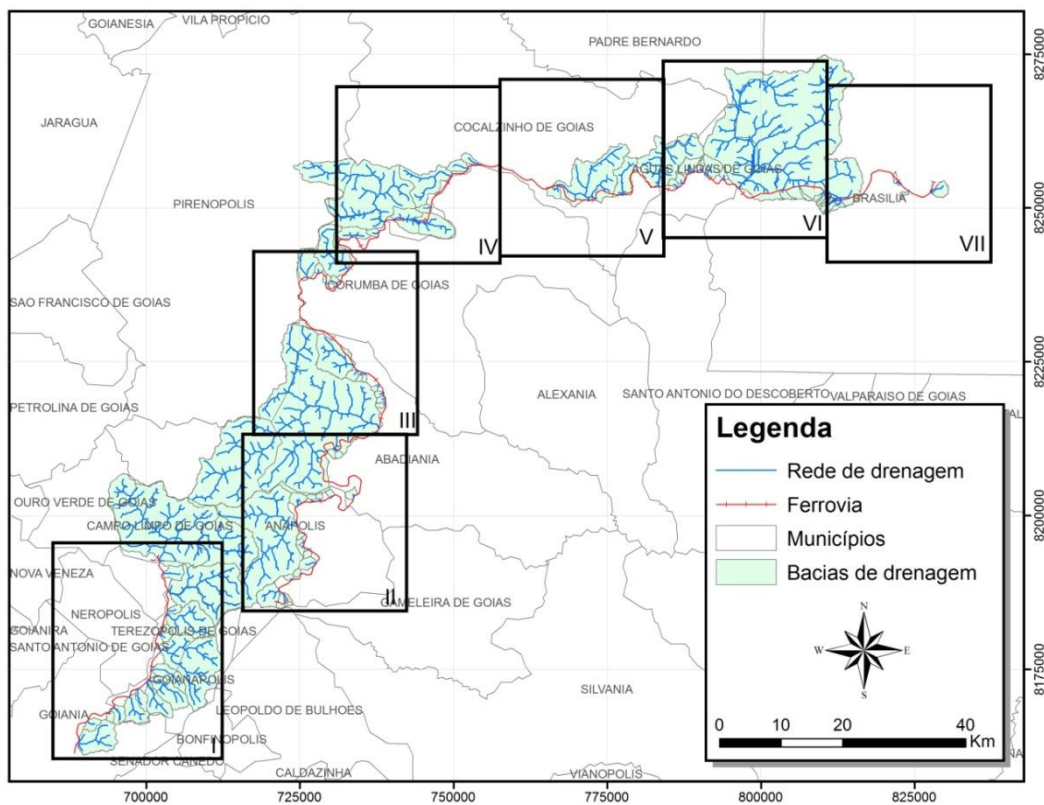 GOIANESIA
VILA PROPÍCIO
PADRE BERNARDO
8275000
JARAGUA
COCALZINHO DE GOIAS
AGUAS LINDAS DE GOIAS
PIRENOPOLIS
BRASILIA
8250000
IV
V
VI
VII
CORUMBA DE GOIAS
SAO FRANCISCO DE GOIAS
8225000
ALEXANIA
SANTO ANTONIO DO DESCOBERTO
VALPARAISO DE GOIAS
PETROLINA DE GOIAS
III
ABADIANIA
OURO VERDE DE GOIAS
CAMPO LIMPO DE GOIAS
ANAPOLIS
8200000
NOVA VENEZA
II
GAMELEIRA DE GOIAS
NEROPOLIS
GOIANIRA
TEREZOPOLIS DE GOIAS
SANTO ANTONIO DE GOIAS
8175000
GOIANAPOLIS
SILVANIA
GOIANIA
LEOPOLDO DE BULHOES
BONFINOPOLIS
I
SENADOR CANEDO
CALDAZINHA
VIANOPOLIS
Legenda
Rede de drenagem
Ferrovia
Municípios
Bacias de drenagem
N
W
E
S
0 10 20 40
Km
700000
725000
750000
775000
800000
825000